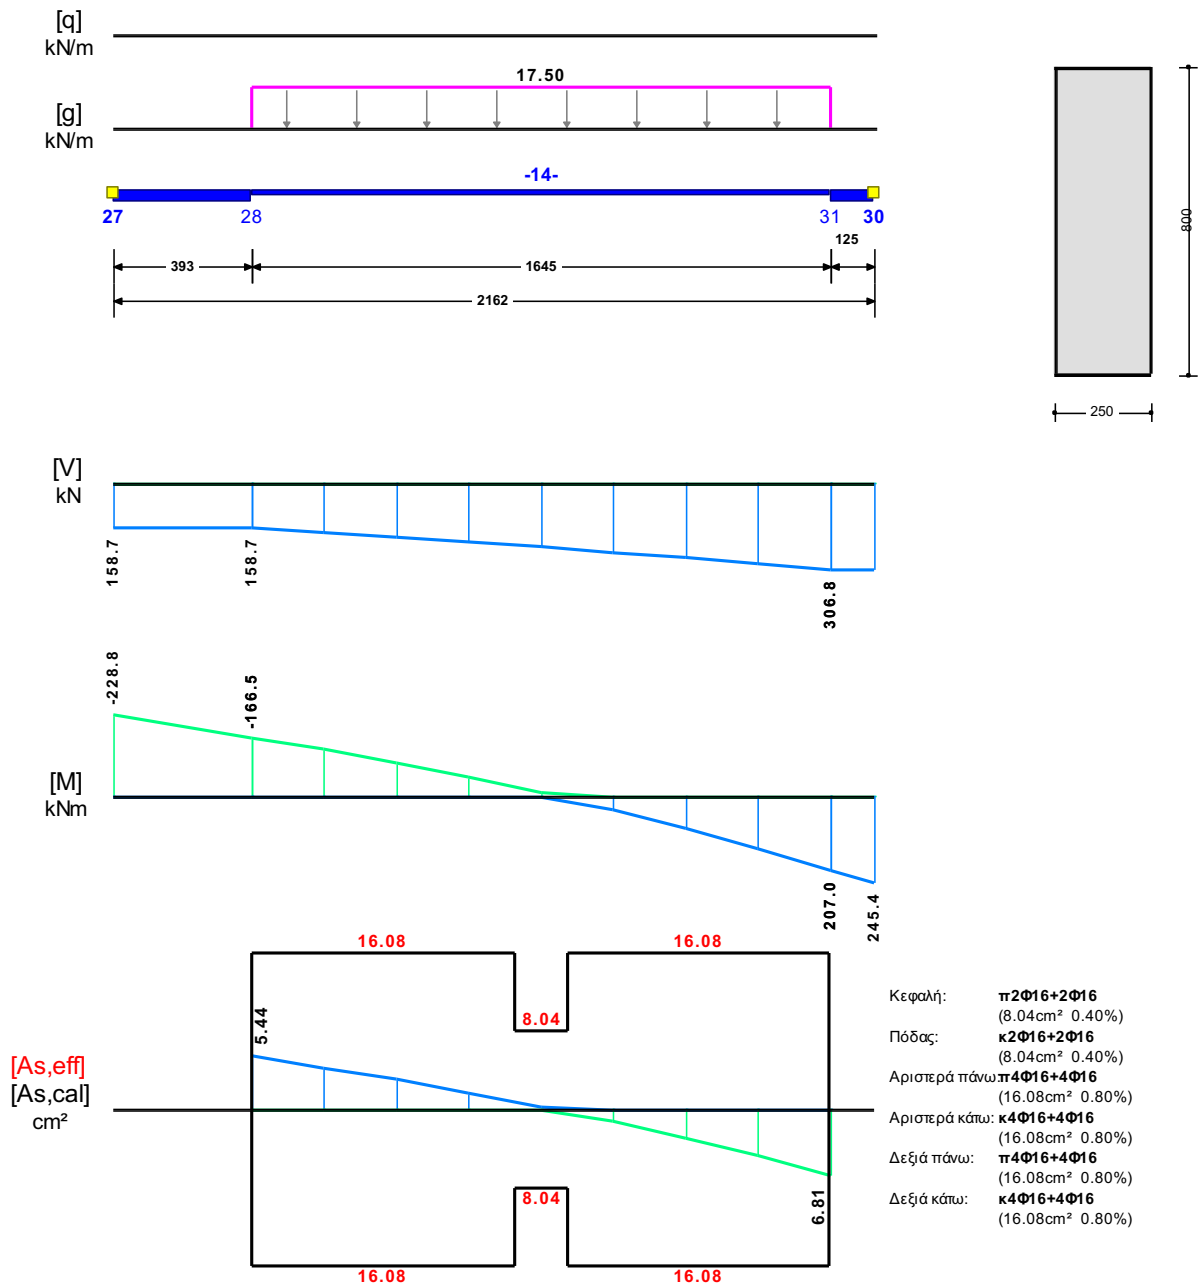 [q]
kN/m
17.50
[g]
kN/m
-14-
27
28
31
30
125
393
1645
2162
800
250
[V]
kN
158.7
158.7
306.8
-228.8
-166.5
[M]
kNm
207.0
245.4
16.08
16.08
8.04
5.44
[As,eff]
[As,cal]
cm²
8.04
6.81
16.08
16.08
Κεφαλή: π2Φ16+2Φ16
(8.04cm² 0.40%)
Πόδας: κ2Φ16+2Φ16
(8.04cm² 0.40%)
Αριστερά πάνω: π4Φ16+4Φ16
(16.08cm² 0.80%)
Αριστερά κάτω: κ4Φ16+4Φ16
(16.08cm² 0.80%)
Δεξιά πάνω: π4Φ16+4Φ16
(16.08cm² 0.80%)
Δεξιά κάτω: κ4Φ16+4Φ16
(16.08cm² 0.80%)